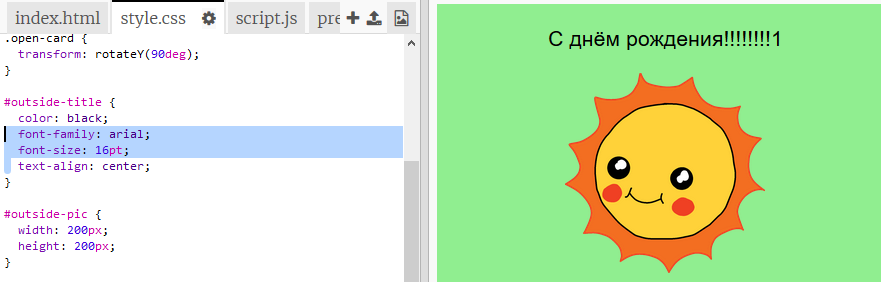 index.html style.css script.js pre
.open-card {
transform: rotateY(90deg);
}
#outside-title {
color: black;
font-family: arial;
font-size: 16pt;
text-align: center;
}
#outside-pic {
width: 200px;
height: 200px;
}
С днём рождения!!!!!!!!1